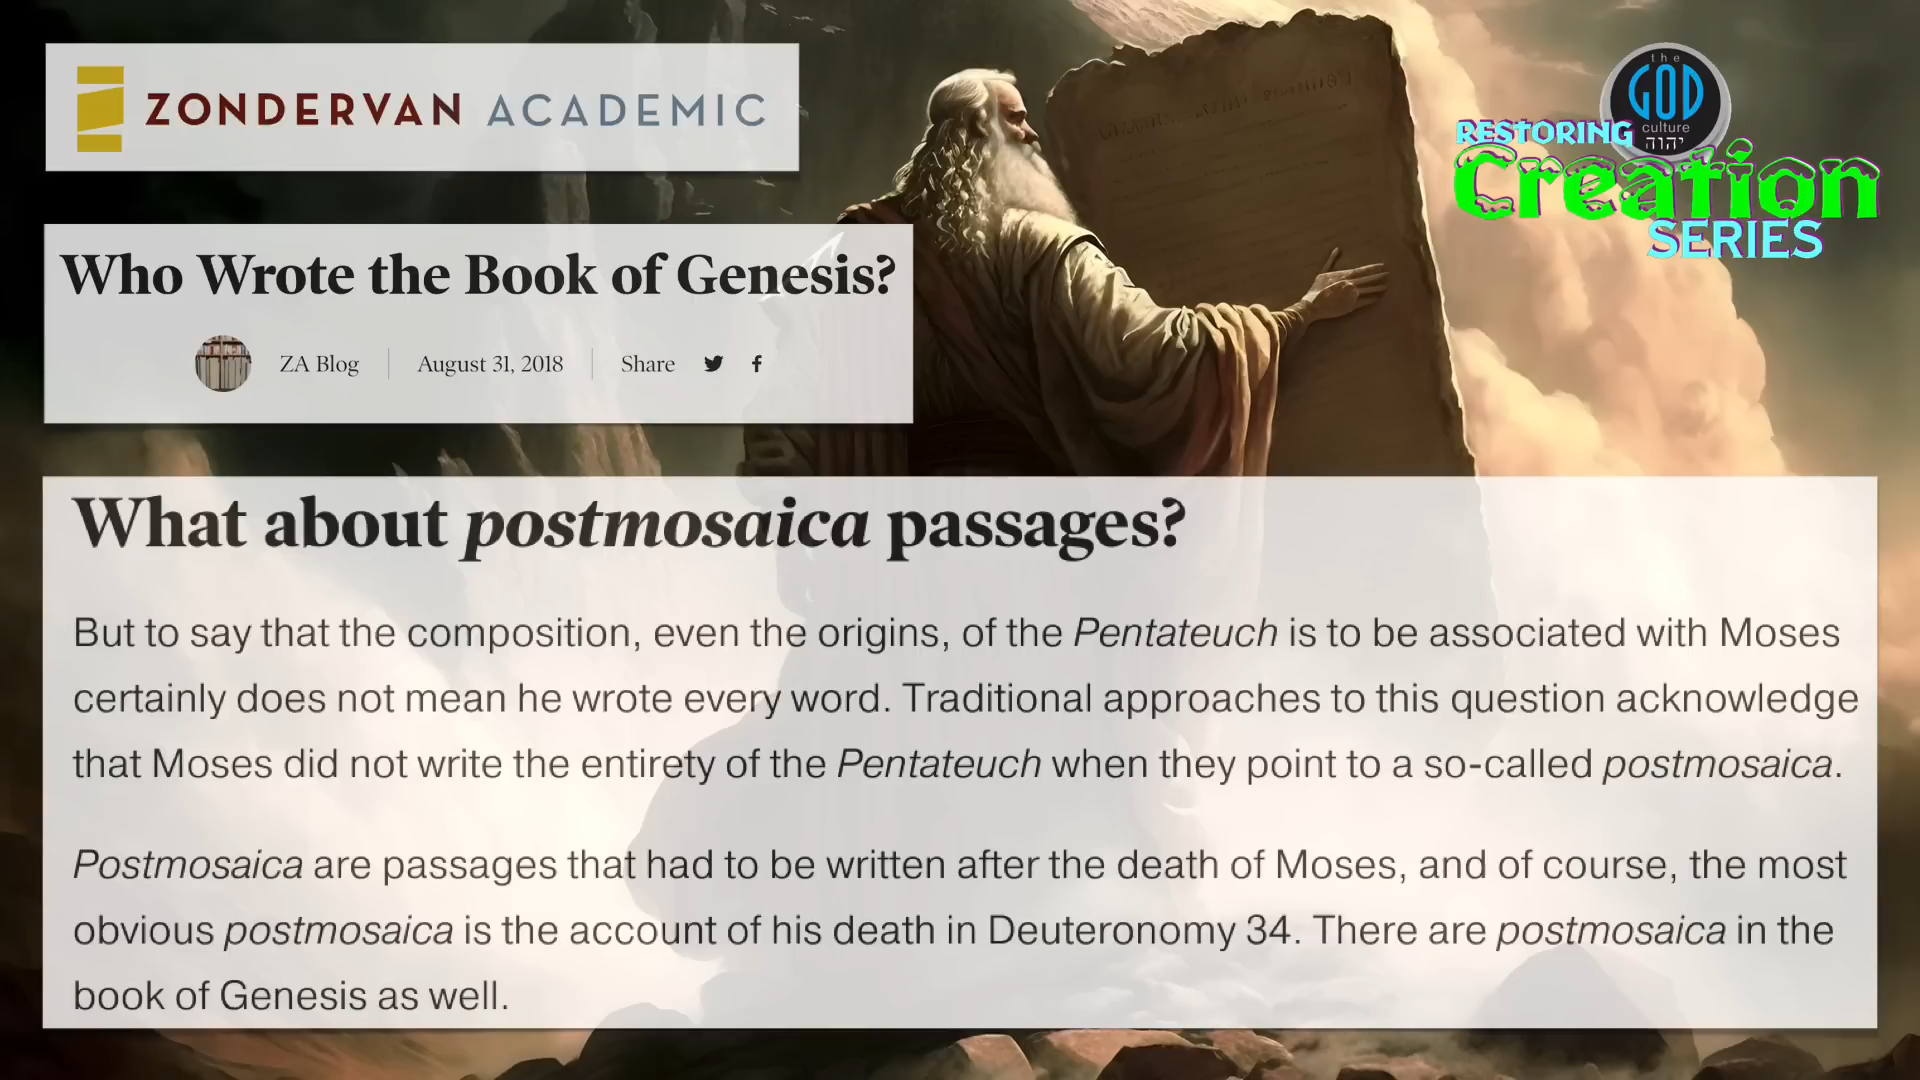 ZONDERVAN ACADEMIC
the
GOD
culture
יהוה
RESTORING
Creation
SERIES
Who Wrote the Book of Genesis?
ZA Blog August 31, 2018 Share
What about postmosaica passages?
But to say that the composition, even the origins, of the Pentateuch is to be associated with Moses
certainly does not mean he wrote every word. Traditional approaches to this question acknowledge
that Moses did not write the entirety of the Pentateuch when they point to a so-called postmosaica.
Postmosaica are passages that had to be written after the death of Moses, and of course, the most
obvious postmosaica is the account of his death in Deuteronomy 34. There are postmosaica in the
book of Genesis as well.